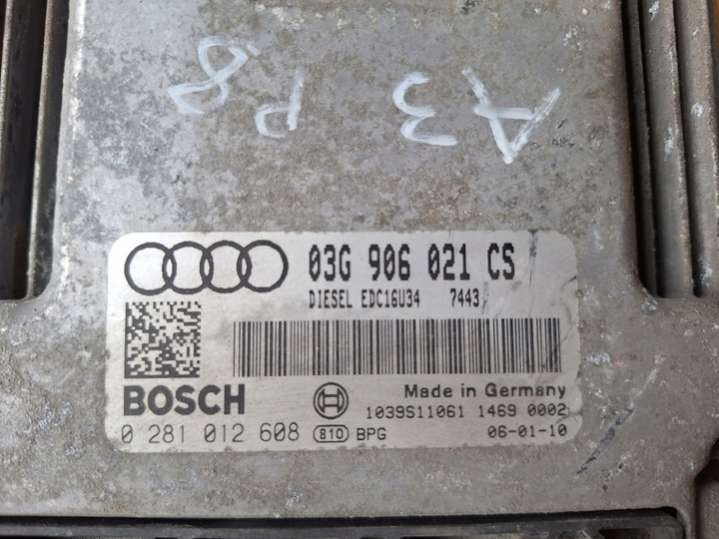 A3 P8
03G 906 021 CS
DIESEL EDC16U34 7443
BOSCH
Made in Germany
1039S11061 1469 0002
0 281 012 608 810 BPG 06-01-10